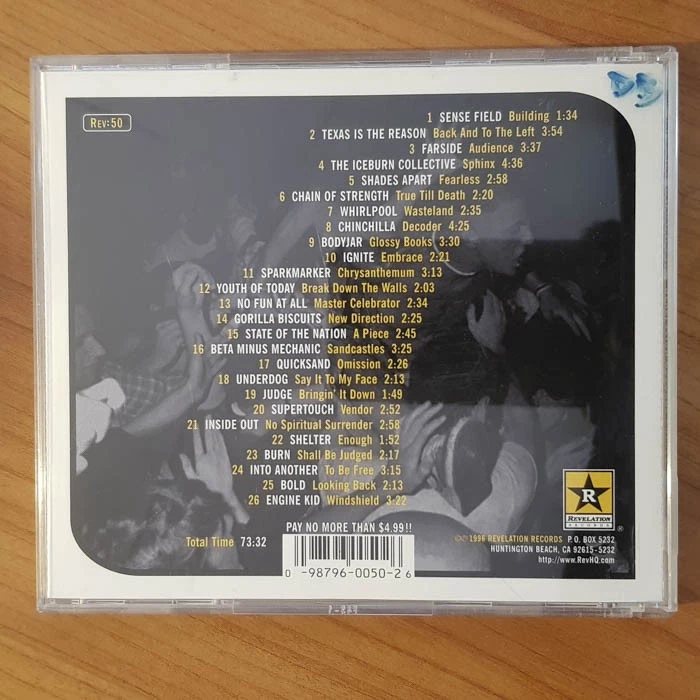 DS
REV:50
1 SENSE FIELD Building 1:34
2 TEXAS IS THE REASON Back And To The Left 3:54
3 FARSIDE Audience 3:37
4 THE ICEBURN COLLECTIVE Sphinx 4:36
5 SHADES APART Fearless 2:58
6 CHAIN OF STRENGTH True Till Death 2:20
7 WHIRLPOOL Wasteland 2:35
8 CHINCHILLA Decoder 4:25
9 BODYJAR Glossy Books 3:30
10 IGNITE Embrace 2:21
11 SPARKMARKER Chrysanthemum 3:13
12 YOUTH OF TODAY Break Down The Walls 2:03
13 NO FUN AT ALL Master Celebrator 2:34
14 GORILLA BISCUITS New Direction 2:25
15 STATE OF THE NATION A Piece 2:45
16 BETA MINUS MECHANIC Sandcastles 3:25
17 QUICKSAND Omission 2:26
18 UNDERDOG Say It To My Face 2:13
19 JUDGE Bringin' It Down 1:49
20 SUPERTOUCH Vendor 2:52
21 INSIDE OUT No Spiritual Surrender 2:58
22 SHELTER Enough 1:52
23 BURN Shall Be Judged 2:17
24 INTO ANOTHER To Be Free 3:15
25 BOLD Looking Back 2:13
26 ENGINE KID Windshield 3:22
R
REVELATION
RECORDS ®
PAY NO MORE THAN $4.99!!
Total Time 73:32
℗© 1996 REVELATION RECORDS P. O. BOX 5232
HUNTINGTON BEACH, CA 92615-5232
http://www.RevHQ.com
0 -98796-0050-2 6